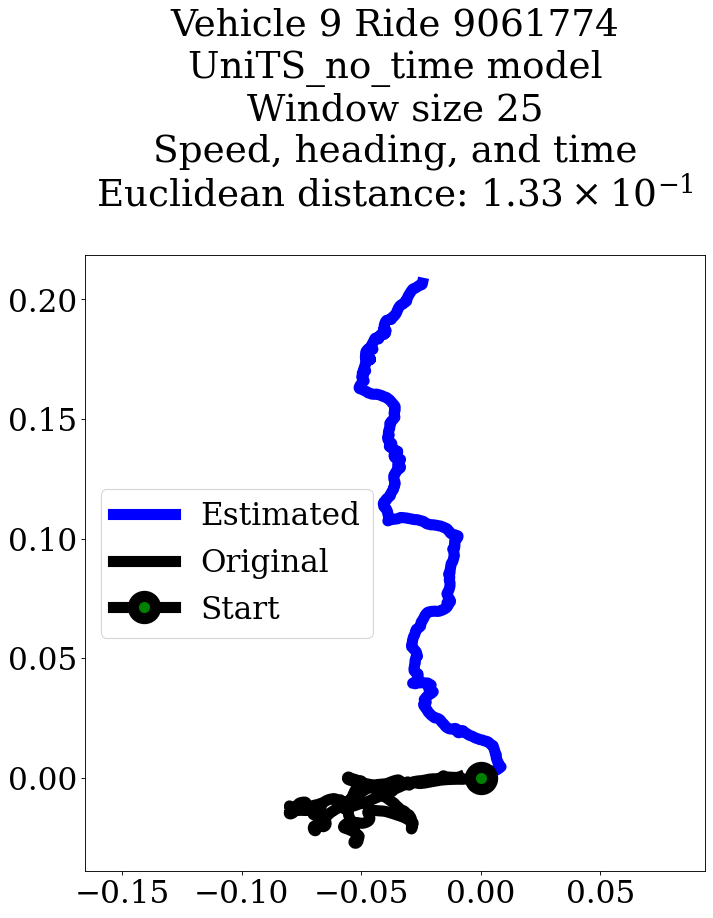 Vehicle 9 Ride 9061774
UniTS_no_time model
Window size 25
Speed, heading, and time
Euclidean distance: 1.33 × 10⁻¹
0.20
0.15
0.10
0.05
0.00
Estimated
Original
Start
−0.15 −0.10 −0.05 0.00 0.05